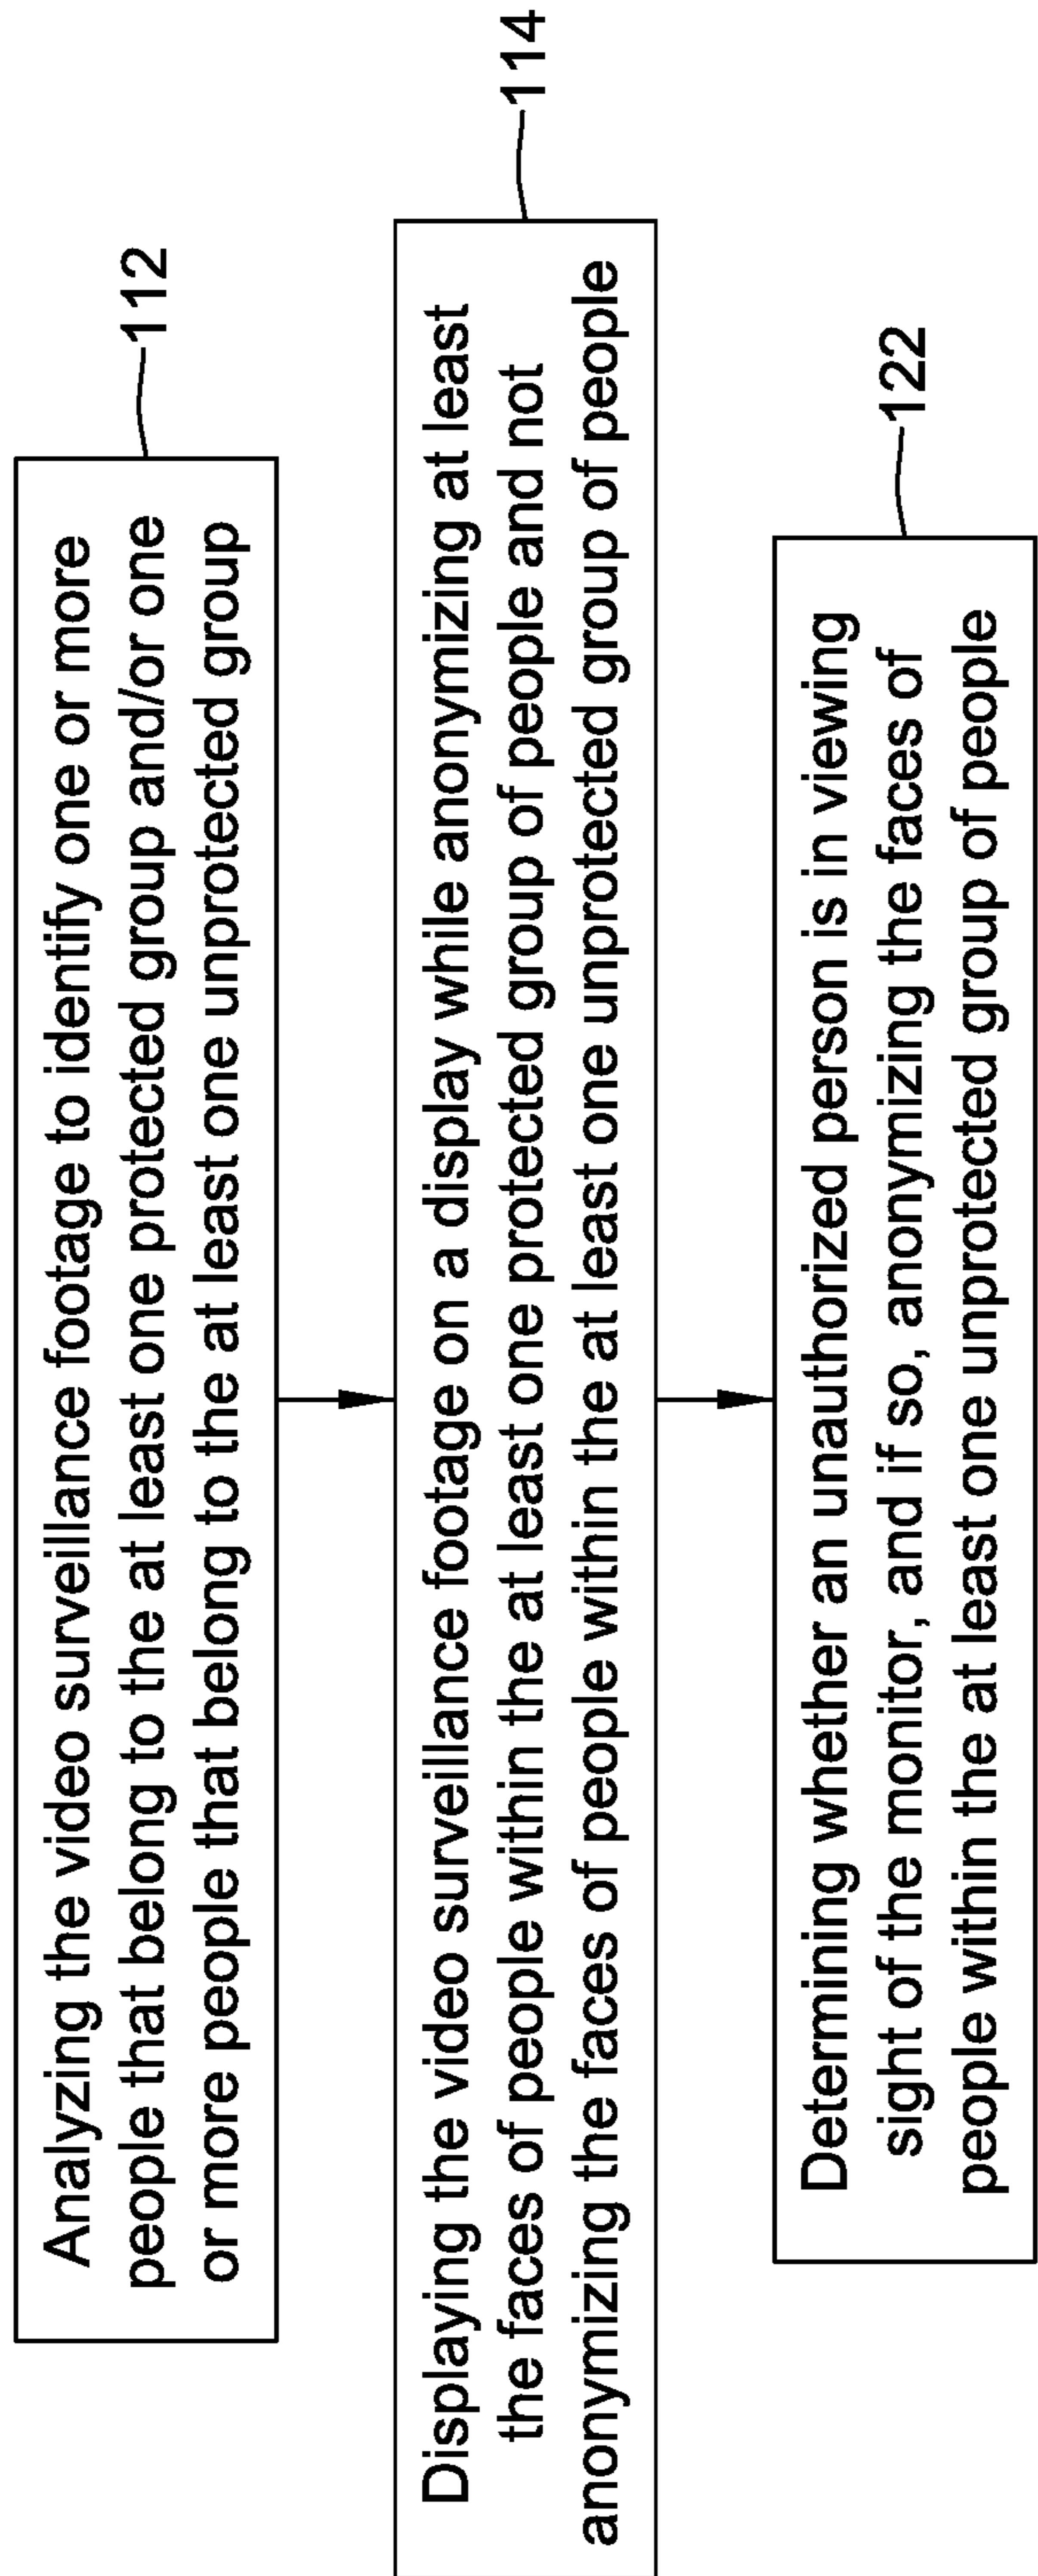 Analyzing the video surveillance footage to identify one or more
people that belong to the at least one protected group and/or one
or more people that belong to the at least one unprotected group
112
Displaying the video surveillance footage on a display while anonymizing at least
the faces of people within the at least one protected group of people and not
anonymizing the faces of people within the at least one unprotected group of people
114
Determining whether an unauthorized person is in viewing
sight of the monitor, and if so, anonymizing the faces of
people within the at least one unprotected group of people
122